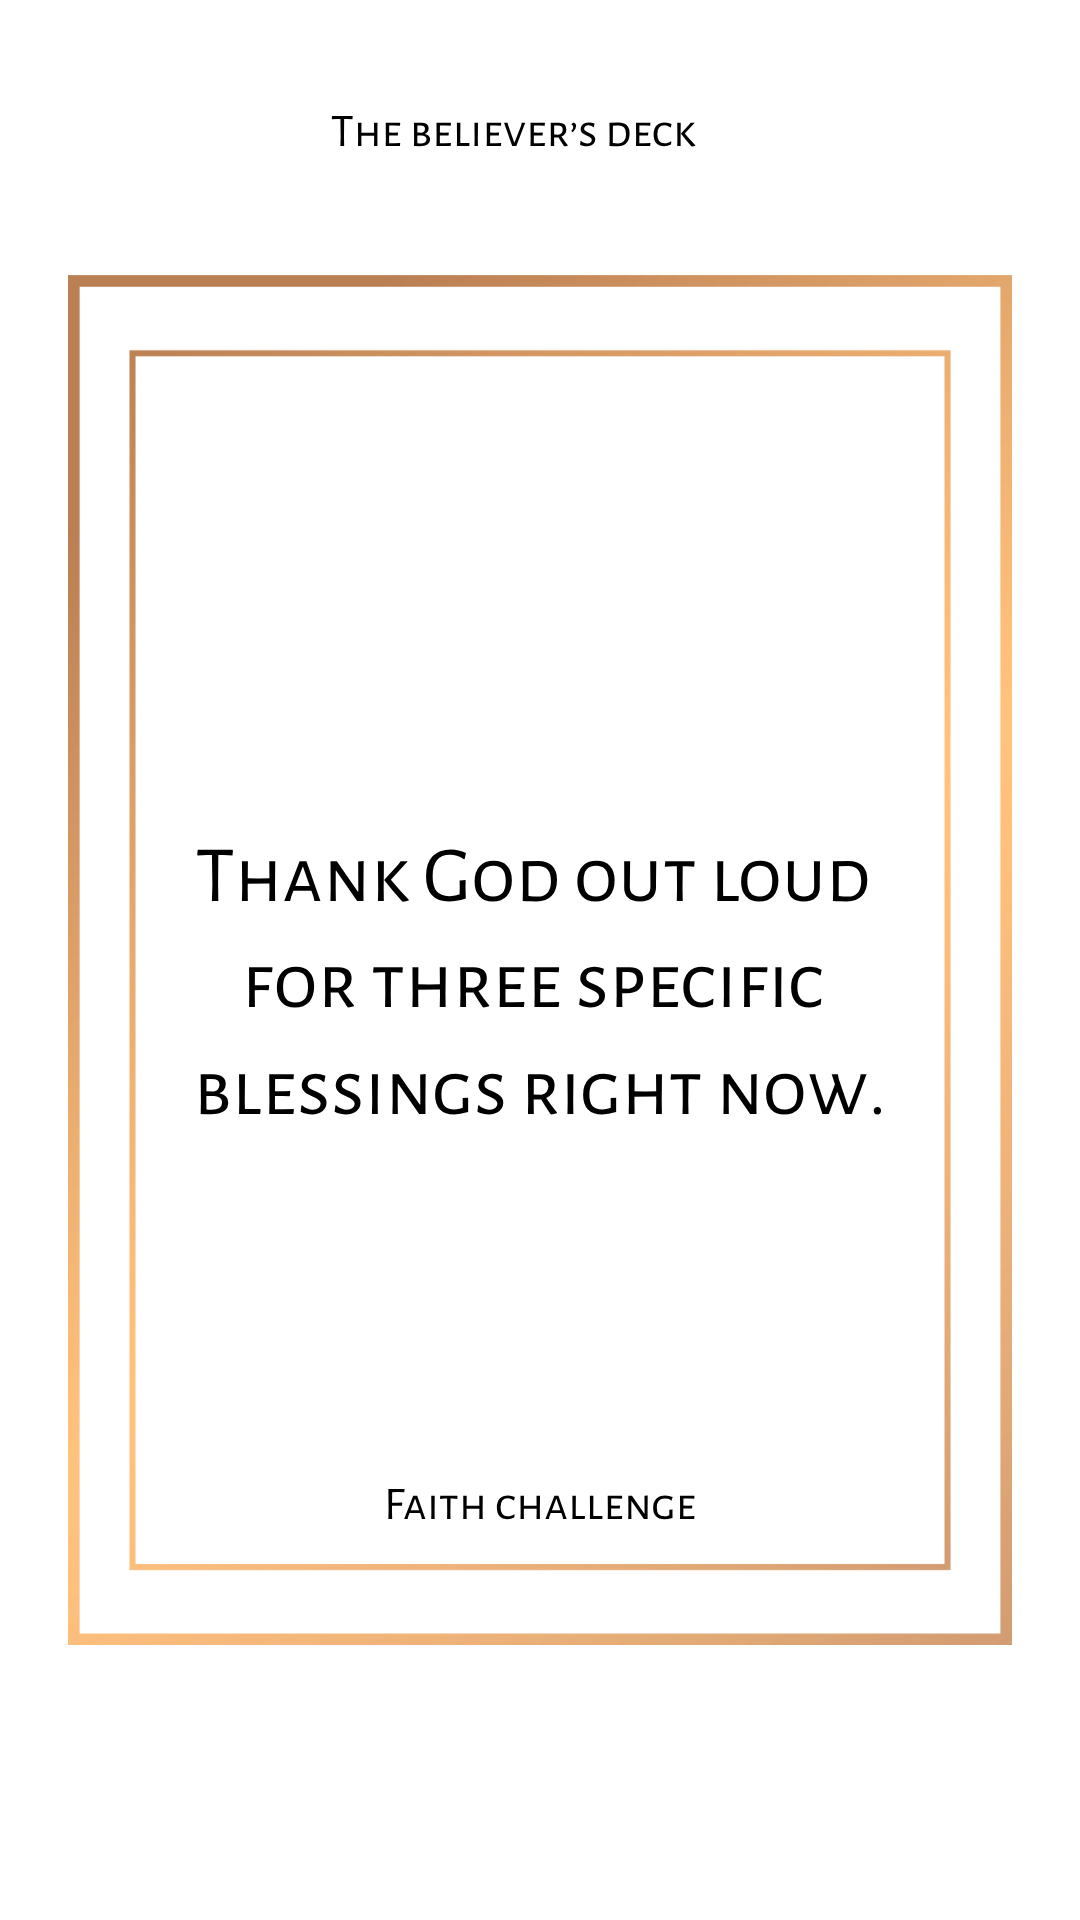 The believer’s deck
Thank God out loud
for three specific
blessings right now.
Faith challenge